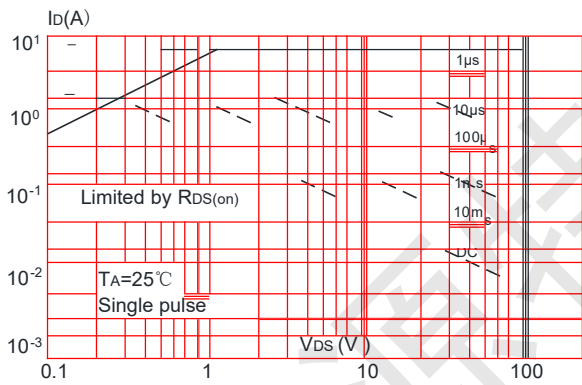 ID(A)
10¹
1µs
10⁰
10µs
100µs
10⁻¹
Limited by RDS(on)
1ms
10ms
DC
10⁻²
TA=25℃
Single pulse
10⁻³
VDS (V )
0.1
1
10
100